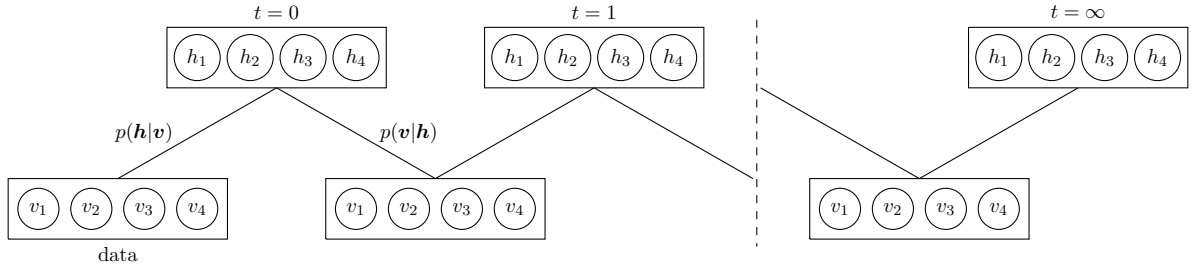 t = 0
t = 1
t = ∞
h₁ h₂ h₃ h₄
h₁ h₂ h₃ h₄
h₁ h₂ h₃ h₄
p(h|v)
p(v|h)
v₁ v₂ v₃ v₄
v₁ v₂ v₃ v₄
v₁ v₂ v₃ v₄
data